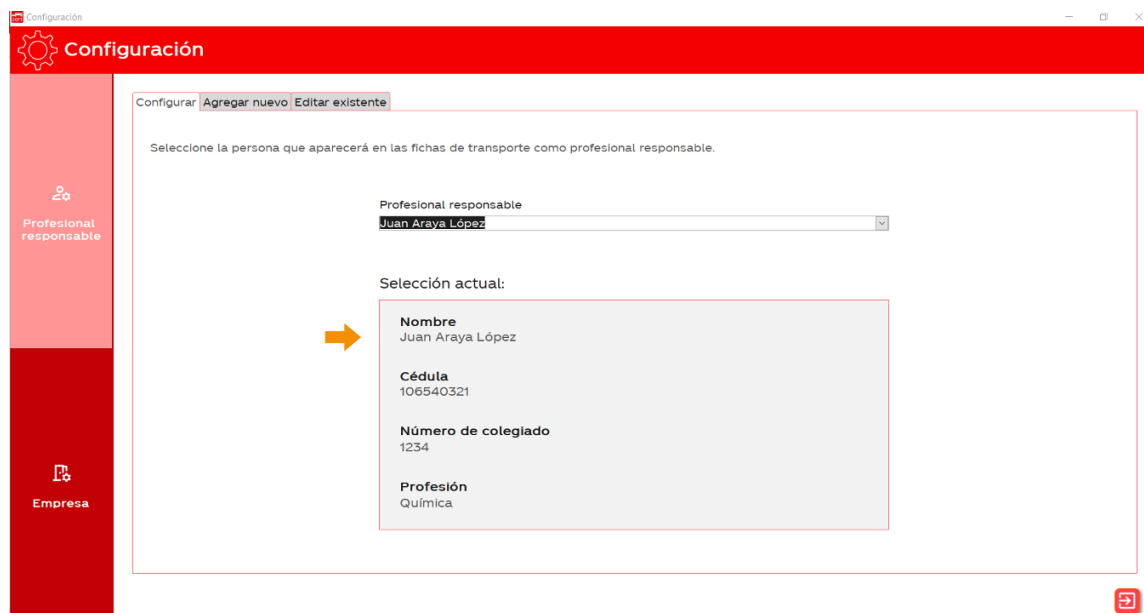 Configuración
Configuración
Configurar Agregar nuevo Editar existente
Seleccione la persona que aparecerá en las fichas de transporte como profesional responsable.
Profesional
responsable
Profesional responsable
Juan Araya López
Selección actual:
Nombre
Juan Araya López
Cédula
106540321
Número de colegiado
1234
Profesión
Química
Empresa